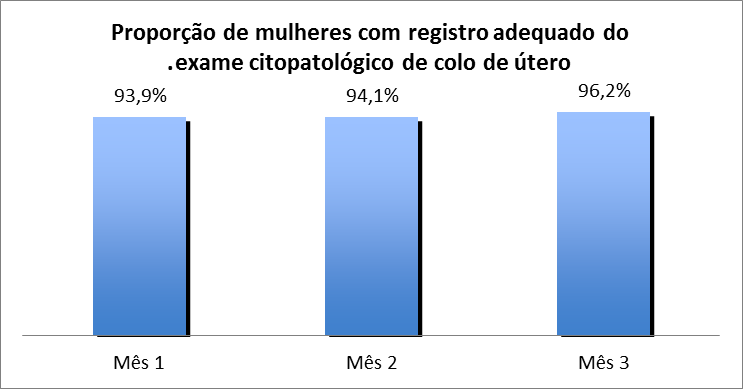 Proporção de mulheres com registro adequado do
.exame citopatológico de colo de útero
93,9%
94,1%
96,2%
Mês 1
Mês 2
Mês 3